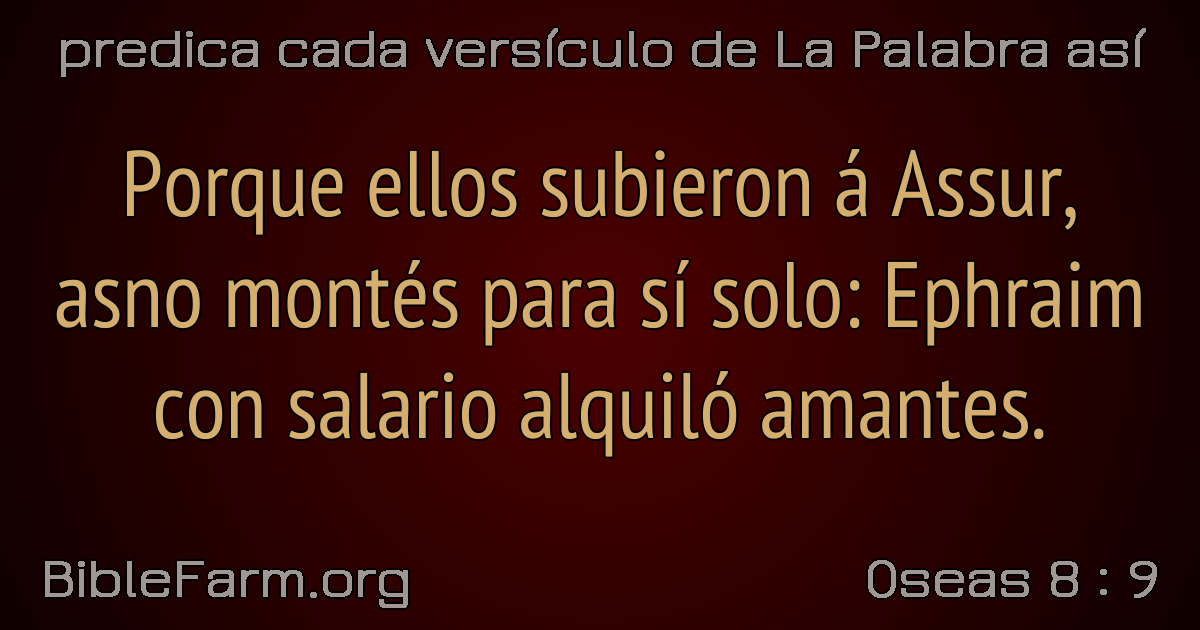 predica cada versículo de La Palabra así
Porque ellos subieron á Assur,
asno montés para sí solo: Ephraim
con salario alquiló amantes.
BibleFarm.org
Oseas 8 : 9